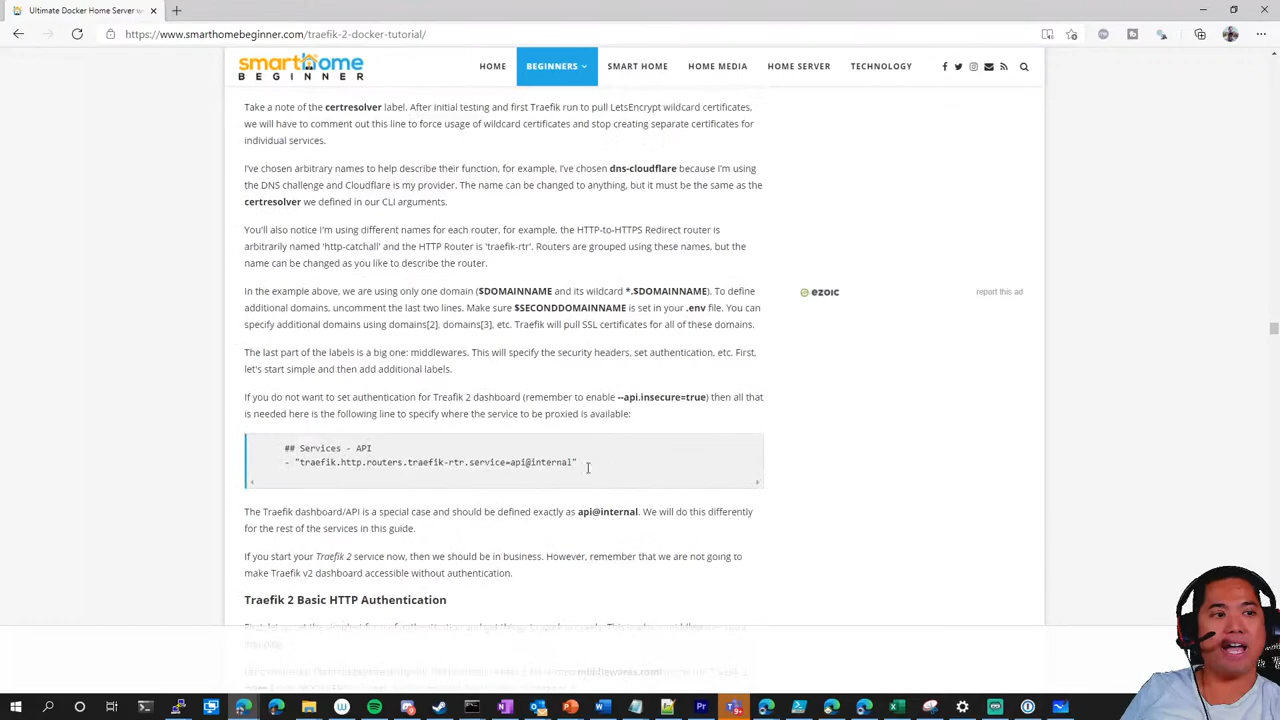 Ultimate Docker Home Server w
https://www.smarthomebeginner.com/traefik-2-docker-tutorial/
smarthome
BEGINNER
HOME
BEGINNERS
SMART HOME
HOME MEDIA
HOME SERVER
TECHNOLOGY
Take a note of the certresolver label. After initial testing and first Traefik run to pull LetsEncrypt wildcard certificates,
we will have to comment out this line to force usage of wildcard certificates and stop creating separate certificates for
individual services.
I've chosen arbitrary names to help describe their function, for example, I've chosen dns-cloudflare because I'm using
the DNS challenge and Cloudflare is my provider. The name can be changed to anything, but it must be the same as the
certresolver we defined in our CLI arguments.
You'll also notice I'm using different names for each router, for example, the HTTP-to-HTTPS Redirect router is
arbitrarily named 'http-catchall' and the HTTP Router is 'traefik-rtr'. Routers are grouped using these names, but the
name can be changed as you like to describe the router.
In the example above, we are using only one domain ($DOMAINNAME and its wildcard *.$DOMAINNAME). To define
additional domains, uncomment the last two lines. Make sure $SECONDDOMAINNAME is set in your .env file. You can
specify additional domains using domains[2], domains[3], etc. Traefik will pull SSL certificates for all of these domains.
ezoic
report this ad
The last part of the labels is a big one: middlewares. This will specify the security headers, set authentication, etc. First,
let's start simple and then add additional labels.
If you do not want to set authentication for Treafik 2 dashboard (remember to enable --api.insecure=true) then all that
is needed here is the following line to specify where the service to be proxied is available:
## Services - API
- "traefik.http.routers.traefik-rtr.service=api@internal"
The Traefik dashboard/API is a special case and should be defined exactly as api@internal. We will do this differently
for the rest of the services in this guide.
If you start your Traefik 2 service now, then we should be in business. However, remember that we are not going to
make Traefik v2 dashboard accessible without authentication.
Traefik 2 Basic HTTP Authentication